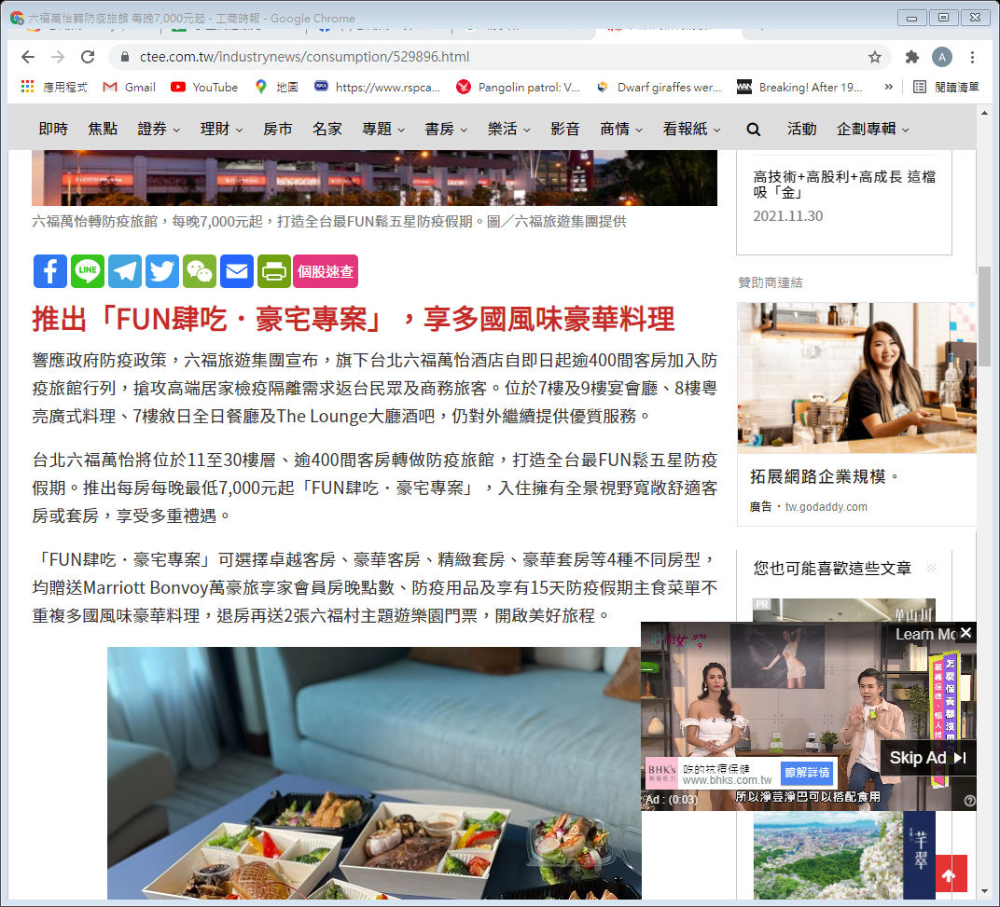 六福萬怡轉防疫旅館 每晚7,000元起 - 工商時報 - Google Chrome
ctee.com.tw/industrynews/consumption/529896.html
A
應用程式 Gmail YouTube 地圖 https://www.rspca... Pangolin patrol: V... Dwarf giraffes wer... Breaking! After 19... » 閱讀清單
即時 焦點 證券 理財 房市 名家 專題 書房 樂活 影音 商情 看報紙 活動 企劃專輯
六福萬怡轉防疫旅館，每晚7,000元起，打造全台最FUN鬆五星防疫假期。圖／六福旅遊集團提供
LINE
個股速查
推出「FUN肆吃．豪宅專案」，享多國風味豪華料理
響應政府防疫政策，六福旅遊集團宣布，旗下台北六福萬怡酒店自即日起逾400間客房加入防
疫旅館行列，搶攻高端居家檢疫隔離需求返台民眾及商務旅客。位於7樓及9樓宴會廳、8樓粵
亮廣式料理、7樓敘日全日餐廳及The Lounge大廳酒吧，仍對外繼續提供優質服務。
台北六福萬怡將位於11至30樓層、逾400間客房轉做防疫旅館，打造全台最FUN鬆五星防疫
假期。推出每房每晚最低7,000元起「FUN肆吃．豪宅專案」，入住擁有全景視野寬敞舒適客
房或套房，享受多重禮遇。
「FUN肆吃．豪宅專案」可選擇卓越客房、豪華客房、精緻套房、豪華套房等4種不同房型，
均贈送Marriott Bonvoy萬豪旅享家會員房晚點數、防疫用品及享有15天防疫假期主食菜單不
重複多國風味豪華料理，退房再送2張六福村主題遊樂園門票，開啟美好旅程。
高技術+高股利+高成長 這檔
吸「金」
2021.11.30
贊助商連結
拓展網路企業規模。
廣告・tw.godaddy.com
您也可能喜歡這些文章
PR
華山川
Learn Mo
怎麼保養都沒用
Skip Ad
BHK's
吃的抗痘保健
www.bhks.com.tw
瞭解詳情
Ad : (0:03)
所以淨荳淨巴可以搭配食用
芊翠